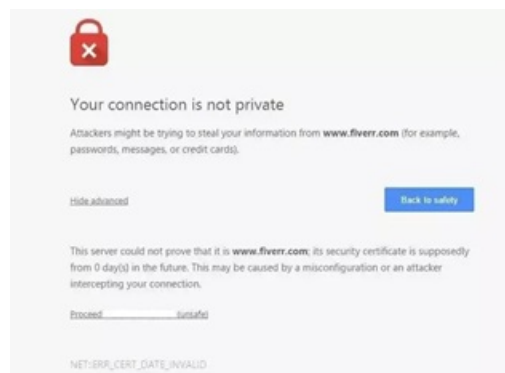 Your connection is not private
Attackers might be trying to steal your information from www.fiverr.com (for example,
passwords, messages, or credit cards).
Hide advanced
Back to safety
This server could not prove that it is www.fiverr.com; its security certificate is supposedly
from 0 day(s) in the future. This may be caused by a misconfiguration or an attacker
intercepting your connection.
Proceed (unsafe)
NET::ERR_CERT_DATE_INVALID